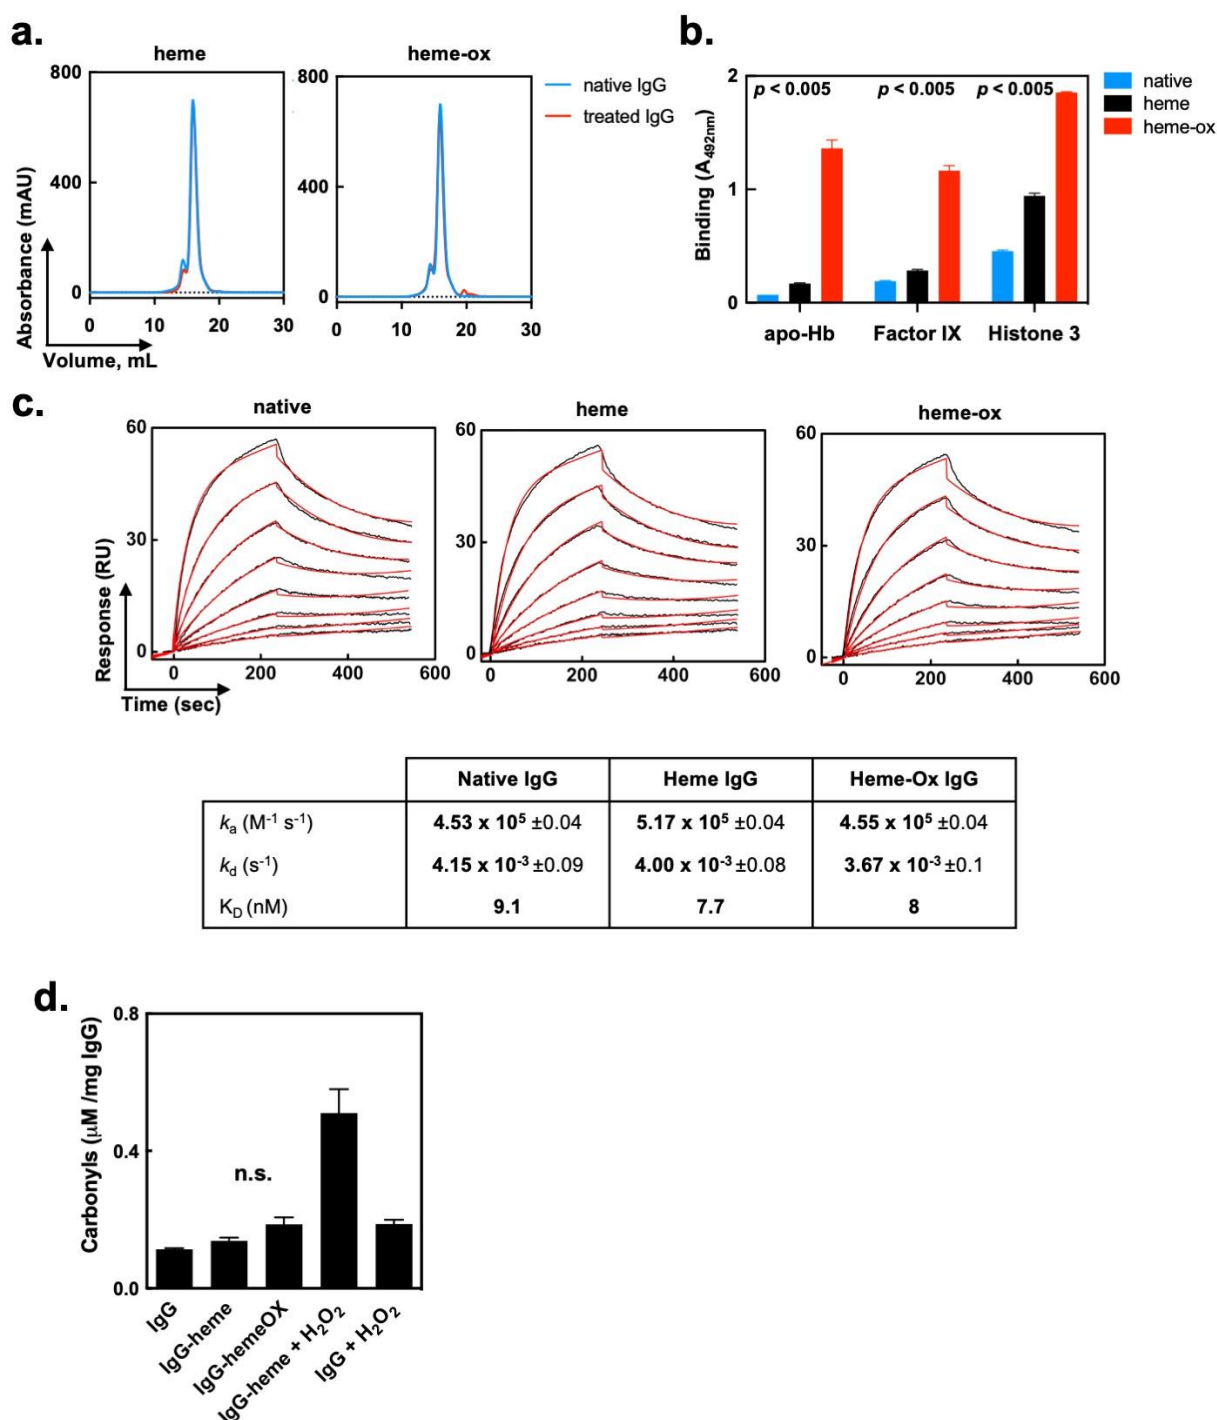 a.
heme
heme-ox
800
400
0
0 10 20 30
800
400
0
0 10 20 30
Absorbance (mAU)
Volume, mL
native IgG
treated IgG
b.
2
1
0
Binding (A492nm)
p < 0.005 p < 0.005 p < 0.005
apo-Hb Factor IX Histone 3
native
heme
heme-ox
c.
native
heme
heme-ox
60
30
0
0 200 400 600
60
30
0
0 200 400 600
60
30
0
0 200 400 600
Response (RU)
Time (sec)
Native IgG Heme IgG Heme-Ox IgG
ka (M-1 s-1) 4.53 x 10⁵ ±0.04 5.17 x 10⁵ ±0.04 4.55 x 10⁵ ±0.04
kd (s-1) 4.15 x 10-3 ±0.09 4.00 x 10-3 ±0.08 3.67 x 10-3 ±0.1
KD (nM) 9.1 7.7 8
d.
0.8
0.4
0.0
Carbonyls (μM /mg IgG)
n.s.
IgG
IgG-heme
IgG-hemeOX
IgG-heme + H₂O₂
IgG + H₂O₂